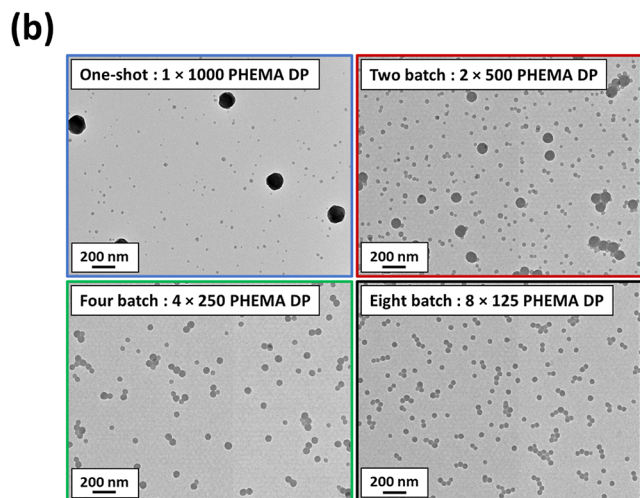 (b)
One-shot : 1 × 1000 PHEMA DP
Two batch : 2 × 500 PHEMA DP
200 nm
200 nm
Four batch : 4 × 250 PHEMA DP
Eight batch : 8 × 125 PHEMA DP
200 nm
200 nm